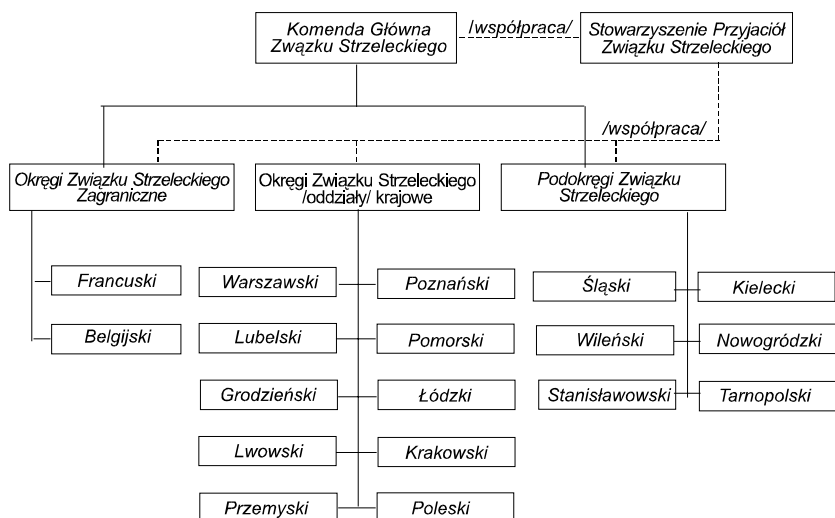 Komenda Główna
Zwązku Strzeleckiego
/współpraca/
Stowarzyszenie Przyjaciół
Związku Strzeleckiego
/współpraca/
Okręgi Związku Strzeleckiego
Zagraniczne
Okręgi Związku Strzeleckiego
/oddziały/ krajowe
Podokręgi Związku
Strzeleckiego
Francuski
Belgijski
Warszawski
Poznański
Lubelski
Pomorski
Grodzieński
Łódzki
Lwowski
Krakowski
Przemyski
Poleski
Śląski
Kielecki
Wileński
Nowogródzki
Stanisławowski
Tarnopolski